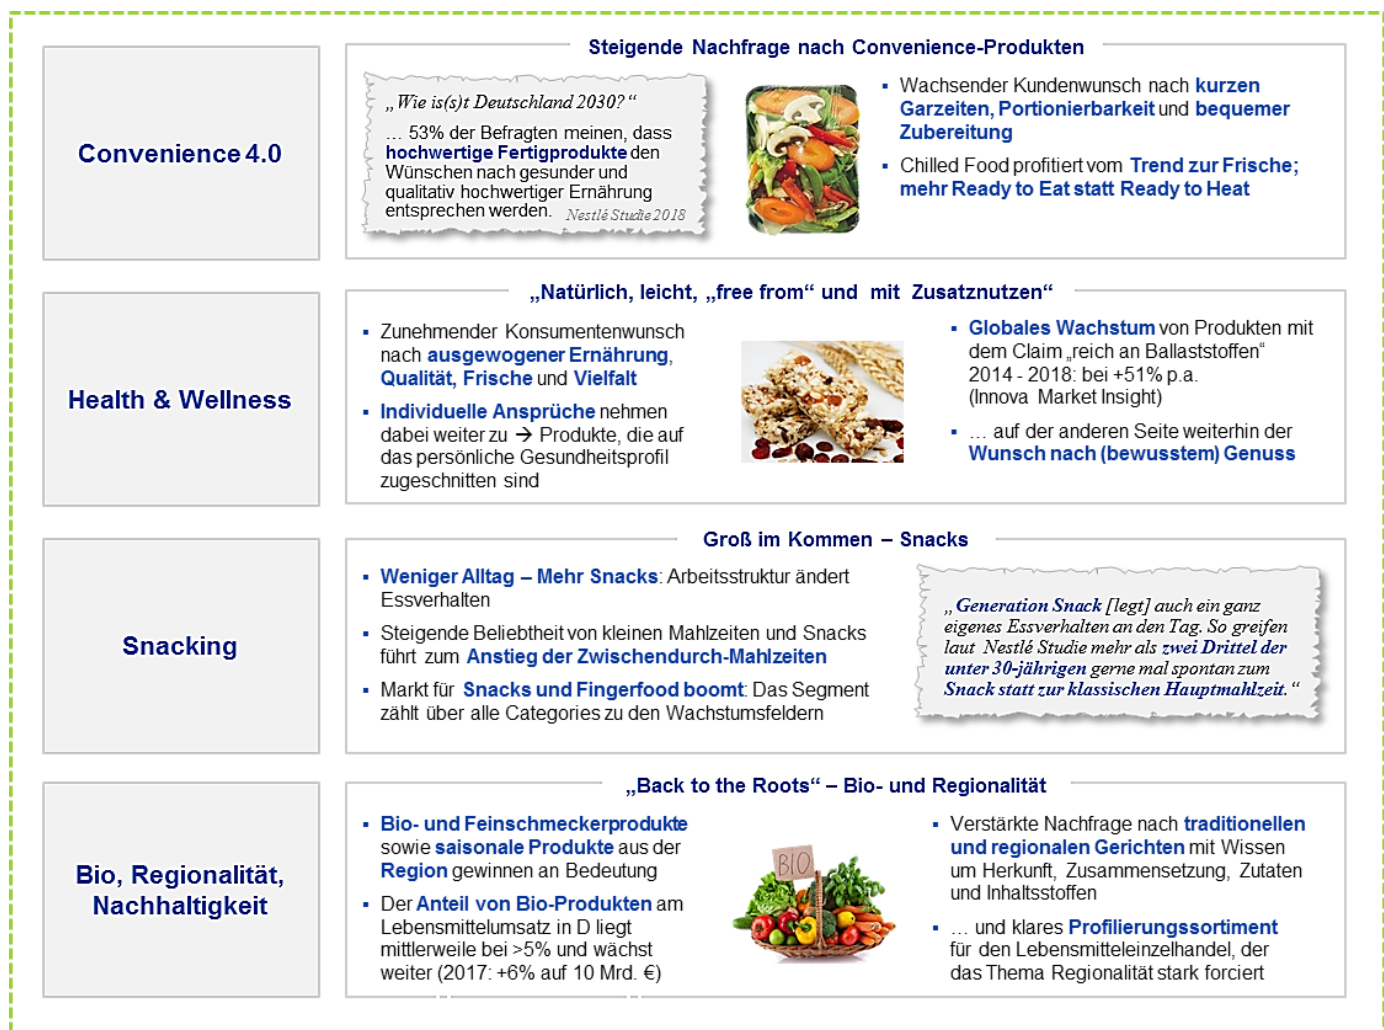 Convenience 4.0
Steigende Nachfrage nach Convenience-Produkten
„Wie is(s)t Deutschland 2030?“
... 53% der Befragten meinen, dass
hochwertige Fertigprodukte den
Wünschen nach gesunder und
qualitativ hochwertiger Ernährung
entsprechen werden. Nestlé Studie 2018
▪ Wachsender Kundenwunsch nach kurzen
Garzeiten, Portionierbarkeit und bequemer
Zubereitung
▪ Chilled Food profitiert vom Trend zur Frische;
mehr Ready to Eat statt Ready to Heat
Health & Wellness
„Natürlich, leicht, „free from“ und mit Zusatznutzen“
▪ Zunehmender Konsumentenwunsch
nach ausgewogener Ernährung,
Qualität, Frische und Vielfalt
▪ Individuelle Ansprüche nehmen
dabei weiter zu → Produkte, die auf
das persönliche Gesundheitsprofil
zugeschnitten sind
▪ Globales Wachstum von Produkten mit
dem Claim „reich an Ballaststoffen“
2014 - 2018: bei +51% p.a.
(Innova Market Insight)
▪ ... auf der anderen Seite weiterhin der
Wunsch nach (bewusstem) Genuss
Snacking
Groß im Kommen – Snacks
▪ Weniger Alltag – Mehr Snacks: Arbeitsstruktur ändert
Essverhalten
▪ Steigende Beliebtheit von kleinen Mahlzeiten und Snacks
führt zum Anstieg der Zwischendurch-Mahlzeiten
▪ Markt für Snacks und Fingerfood boomt: Das Segment
zählt über alle Categories zu den Wachstumsfeldern
„Generation Snack [legt] auch ein ganz
eigenes Essverhalten an den Tag. So greifen
laut Nestlé Studie mehr als zwei Drittel der
unter 30-jährigen gerne mal spontan zum
Snack statt zur klassischen Hauptmahlzeit.“
Bio, Regionalität,
Nachhaltigkeit
„Back to the Roots“ – Bio- und Regionalität
▪ Bio- und Feinschmeckerprodukte
sowie saisonale Produkte aus der
Region gewinnen an Bedeutung
▪ Der Anteil von Bio-Produkten am
Lebensmittelumsatz in D liegt
mittlerweile bei >5% und wächst
weiter (2017: +6% auf 10 Mrd. €)
BIO
▪ Verstärkte Nachfrage nach traditionellen
und regionalen Gerichten mit Wissen
um Herkunft, Zusammensetzung, Zutaten
und Inhaltsstoffen
▪ ... und klares Profilierungssortiment
für den Lebensmitteleinzelhandel, der
das Thema Regionalität stark forciert